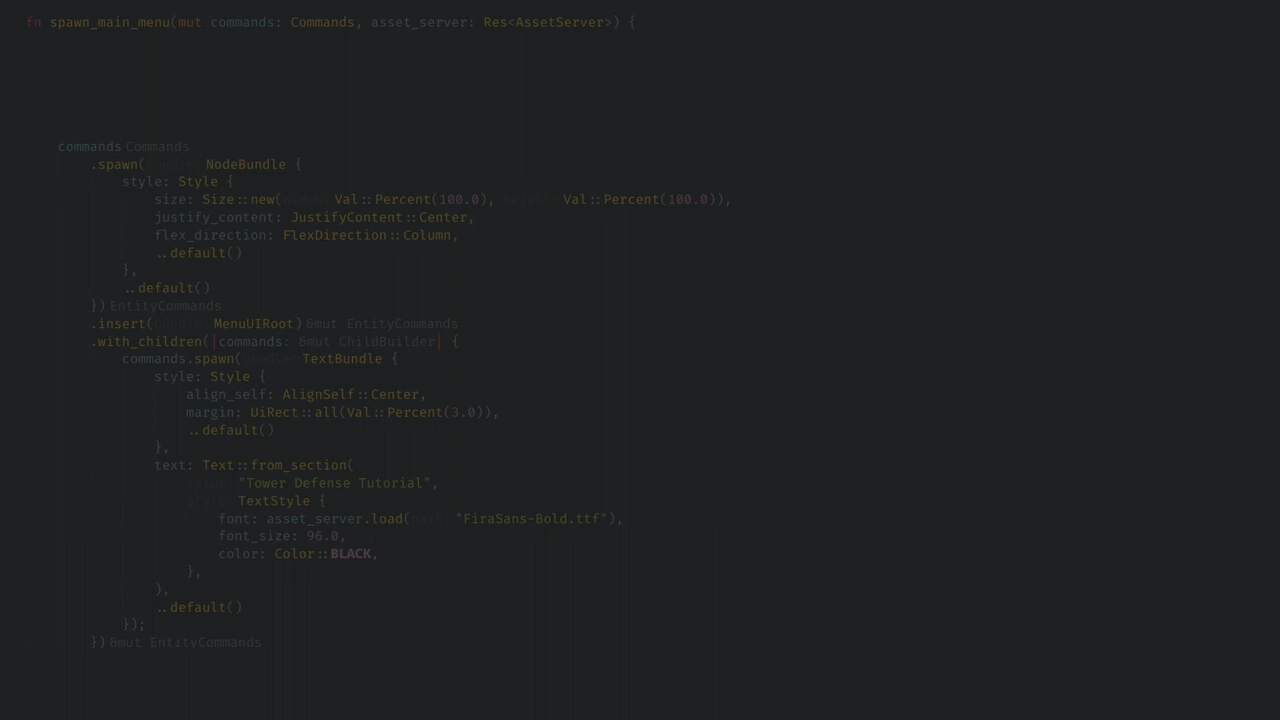 fn spawn_main_menu(mut commands: Commands, asset_server: Res<AssetServer>) {
commands Commands
.spawn(bundle: NodeBundle {
style: Style {
size: Size::new(width: Val::Percent(100.0), height: Val::Percent(100.0)),
justify_content: JustifyContent::Center,
flex_direction: FlexDirection::Column,
..default()
},
..default()
}) EntityCommands
.insert(bundle: MenuUIRoot) &mut EntityCommands
.with_children(|commands: &mut ChildBuilder| {
commands.spawn(bundle: TextBundle {
style: Style {
align_self: AlignSelf::Center,
margin: UiRect::all(Val::Percent(3.0)),
..default()
},
text: Text::from_section(
value: "Tower Defense Tutorial",
style: TextStyle {
font: asset_server.load(path: "FiraSans-Bold.ttf"),
font_size: 96.0,
color: Color::BLACK,
},
),
..default()
});
}) &mut EntityCommands